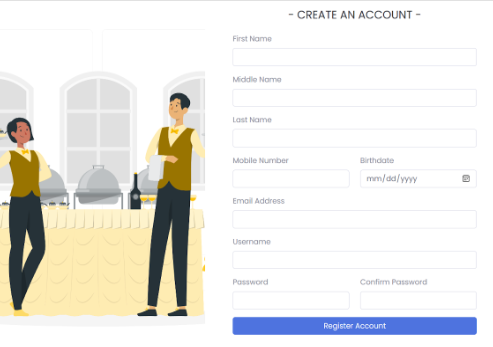 - CREATE AN ACCOUNT -
First Name
Middle Name
Last Name
Mobile Number Birthdate
mm/dd/yyyy
Email Address
Username
Password Confirm Password
Register Account